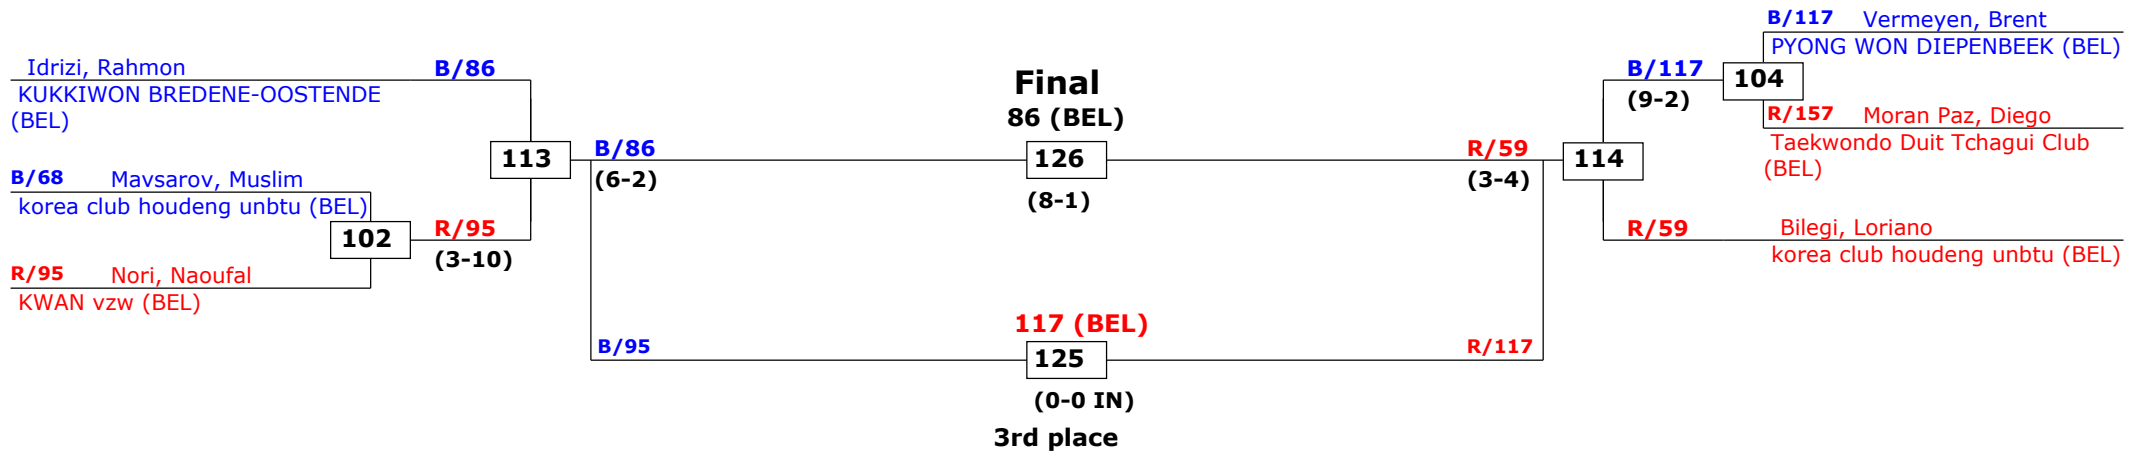 Idrizi, Rahmon
KUKKIWON BREDENE-OOSTENDE
(BEL)
B/86
B/68 Mavsarov, Muslim
korea club houdeng unbtu (BEL)
102
R/95
(3-10)
R/95 Nori, Naoufal
KWAN vzw (BEL)
113
B/86
(6-2)
Final
86 (BEL)
126
(8-1)
R/59
(3-4)
114
B/117
(9-2)
104
B/117 Vermeyen, Brent
PYONG WON DIEPENBEEK (BEL)
R/157 Moran Paz, Diego
Taekwondo Duit Tchagui Club
(BEL)
R/59
Bilegi, Loriano
korea club houdeng unbtu (BEL)
B/95
117 (BEL)
125
(0-0 IN)
3rd place
R/117